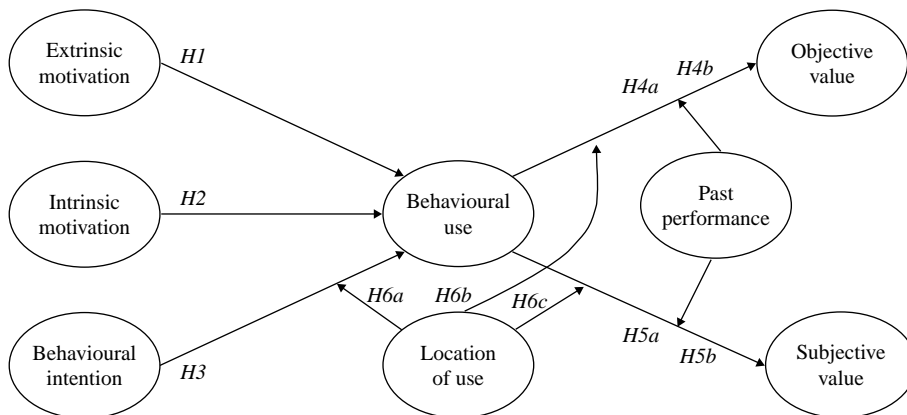 Extrinsic
motivation
H1
H4a
H4b
Objective
value
Intrinsic
motivation
H2
Behavioural
use
Past
performance
Behavioural
intention
H3
H6a
H6b
H6c
Location
of use
H5a
H5b
Subjective
value